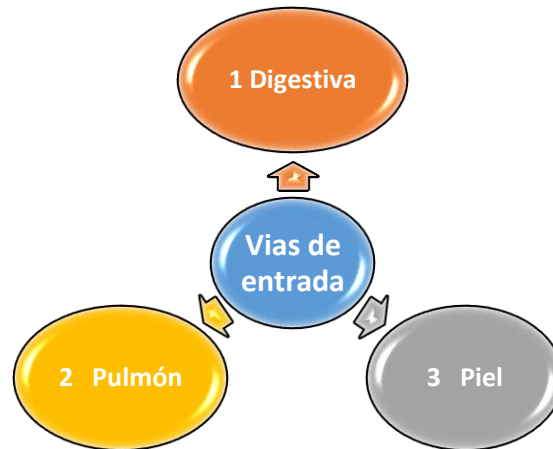 1 Digestiva
Vias de
entrada
2 Pulmón
3 Piel